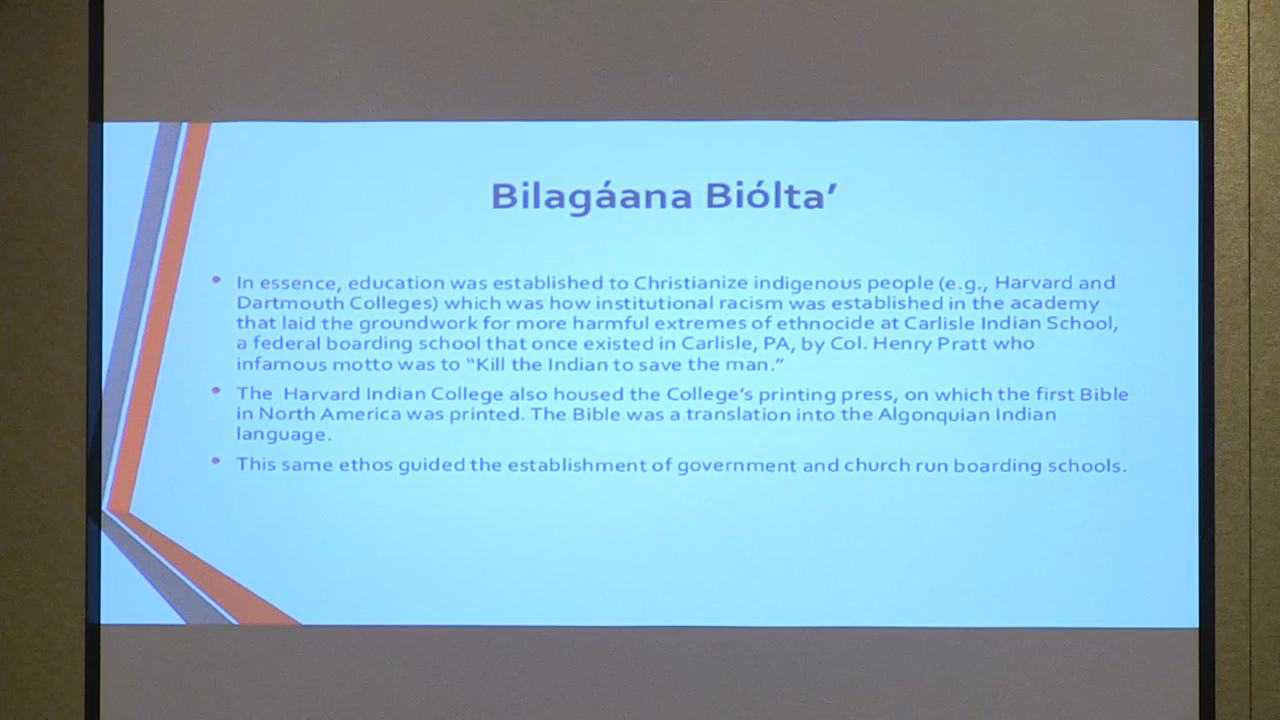 Bilagáana Biólta’
• In essence, education was established to Christianize indigenous people (e.g., Harvard and
Dartmouth Colleges) which was how institutional racism was established in the academy
that laid the groundwork for more harmful extremes of ethnocide at Carlisle Indian School,
a federal boarding school that once existed in Carlisle, PA, by Col. Henry Pratt who
infamous motto was to “Kill the Indian to save the man.”
• The Harvard Indian College also housed the College’s printing press, on which the first Bible
in North America was printed. The Bible was a translation into the Algonquian Indian
language.
• This same ethos guided the establishment of government and church run boarding schools.